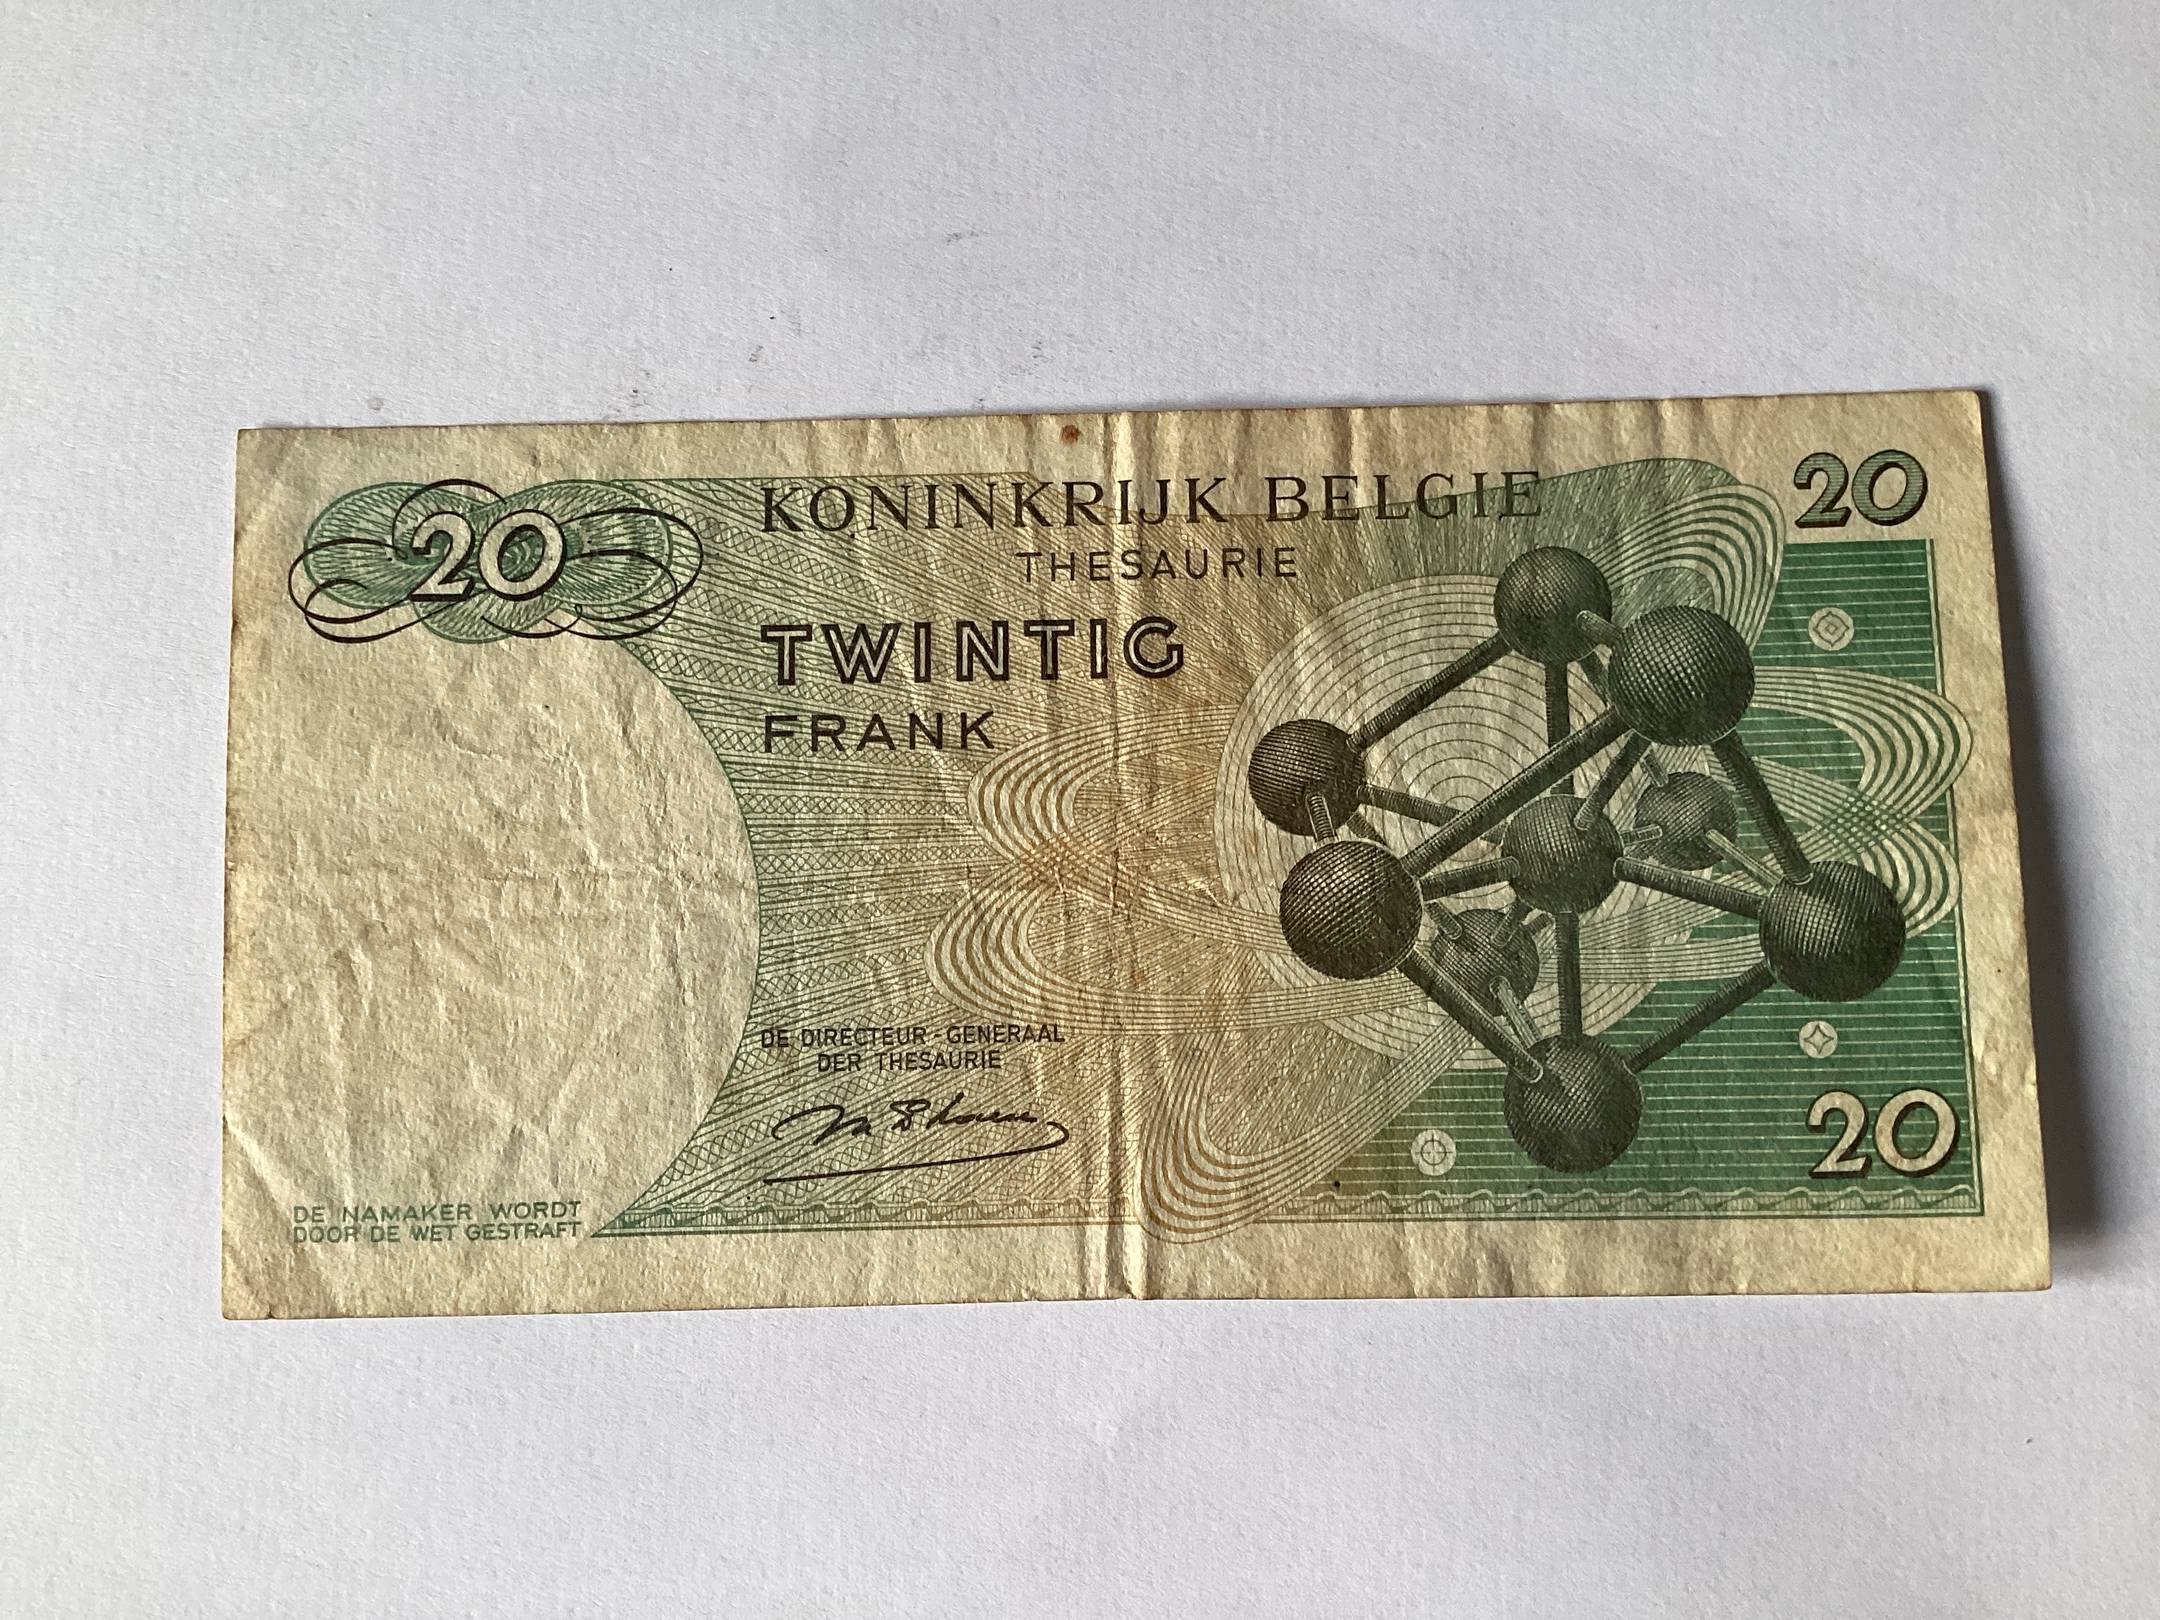 20
KONINKRIJK BELGIE
20
THESAURIE
TWINTIG
FRANK
DE DIRECTEUR-GENERAAL
DER THESAURIE
20
DE NAMAKER WORDT
DOOR DE WET GESTRAFT